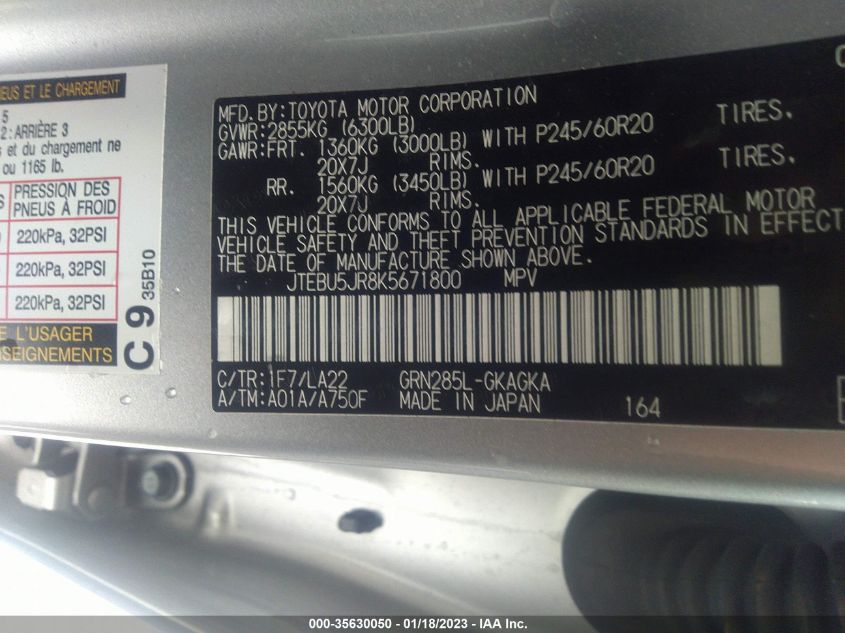 NEUS ET LE CHARGEMENT
5
2: ARRIÈRE 3
s et du chargement ne
ou 1165 lb.
S PRESSION DES
PNEUS À FROID
220kPa, 32PSI
220kPa, 32PSI
220kPa, 32PSI
E L'USAGER
SEIGNEMENTS
C 9 35B10
MFD. BY: TOYOTA MOTOR CORPORATION
GVWR: 2855KG (6300LB)
GAWR: FRT. 1360KG (3000LB) WITH P245/60R20 TIRES.
20X7J RIMS.
RR. 1560KG (3450LB) WITH P245/60R20 TIRES.
20X7J RIMS.
THIS VEHICLE CONFORMS TO ALL APPLICABLE FEDERAL MOTOR
VEHICLE SAFETY AND THEFT PREVENTION STANDARDS IN EFFECT
THE DATE OF MANUFACTURE SHOWN ABOVE.
JTEBU5JR8K5671800 MPV
C/TR: 1F7/LA22 GRN285L-GKAGKA
A/TM: A01A/A750F MADE IN JAPAN 164
000-35630050 - 01/18/2023 - IAA Inc.